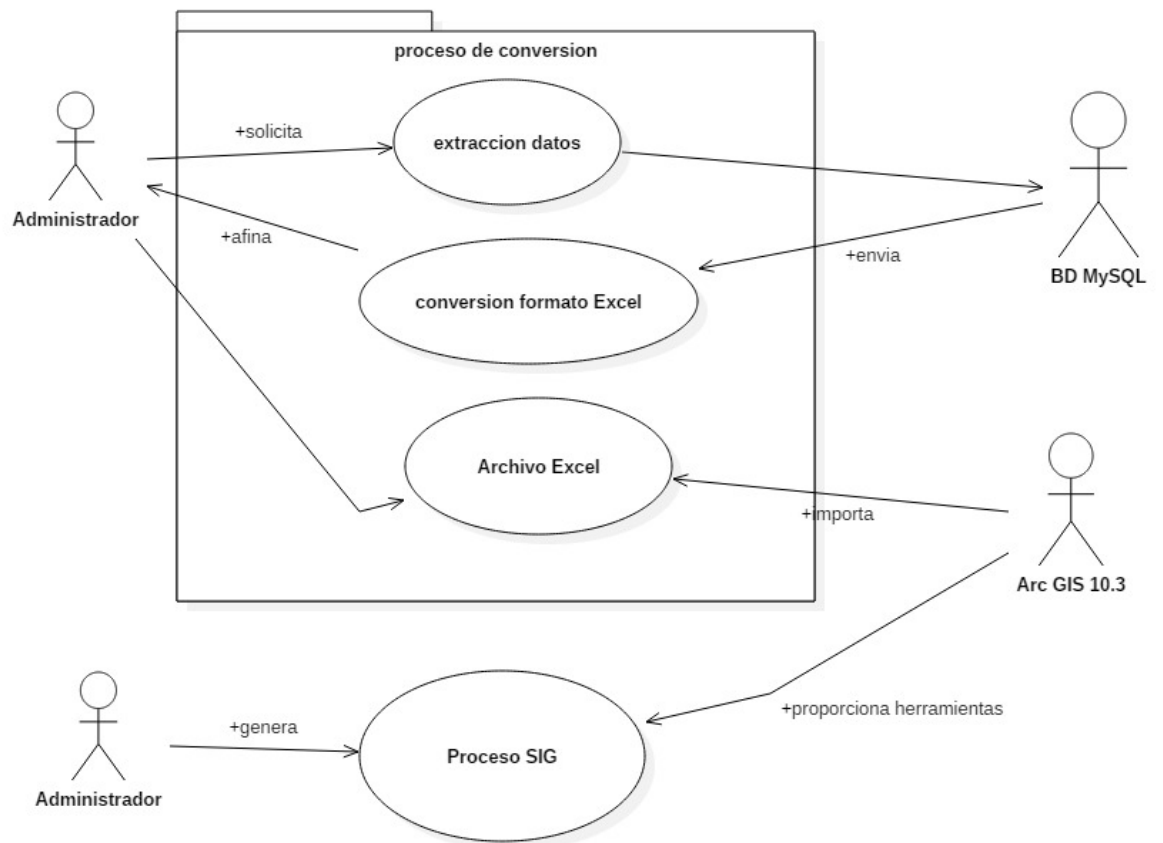 proceso de conversion
+solicita
extraccion datos
Administrador
+afina
+envia
BD MySQL
conversion formato Excel
Archivo Excel
+importa
Arc GIS 10.3
+proporciona herramientas
+genera
Proceso SIG
Administrador